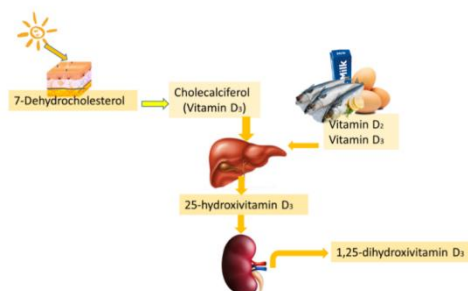 7-Dehydrocholesterol
Cholecalciferol
(Vitamin D₃)
Milk
Vitamin D₂
Vitamin D₃
25-hydroxivitamin D₃
1,25-dihydroxivitamin D₃